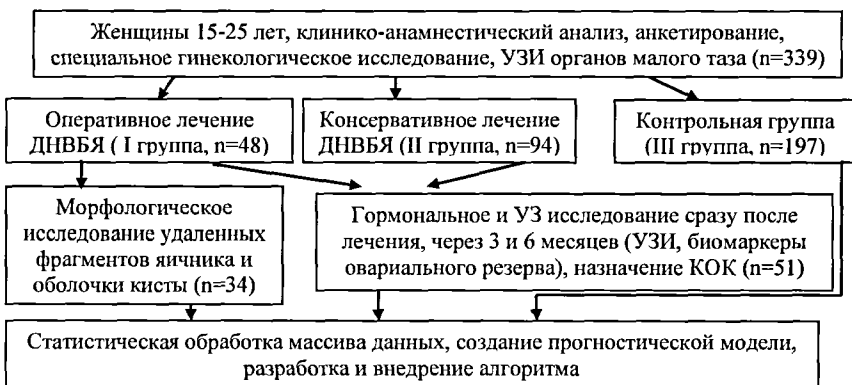 Женщины 15-25 лет, клинико-анамнестический анализ, анкетирование,
специальное гинекологическое исследование, УЗИ органов малого таза (n=339)
Оперативное лечение
ДНВБЯ ( I группа, n=48)
Консервативное лечение
ДНВБЯ (II группа, n=94)
Контрольная группа
(III группа, n=197)
Морфологическое
исследование удаленных
фрагментов яичника и
оболочки кисты (n=34)
Гормональное и УЗ исследование сразу после
лечения, через 3 и 6 месяцев (УЗИ, биомаркеры
овариального резерва), назначение КОК (n=51)
Статистическая обработка массива данных, создание прогностической модели,
разработка и внедрение алгоритма